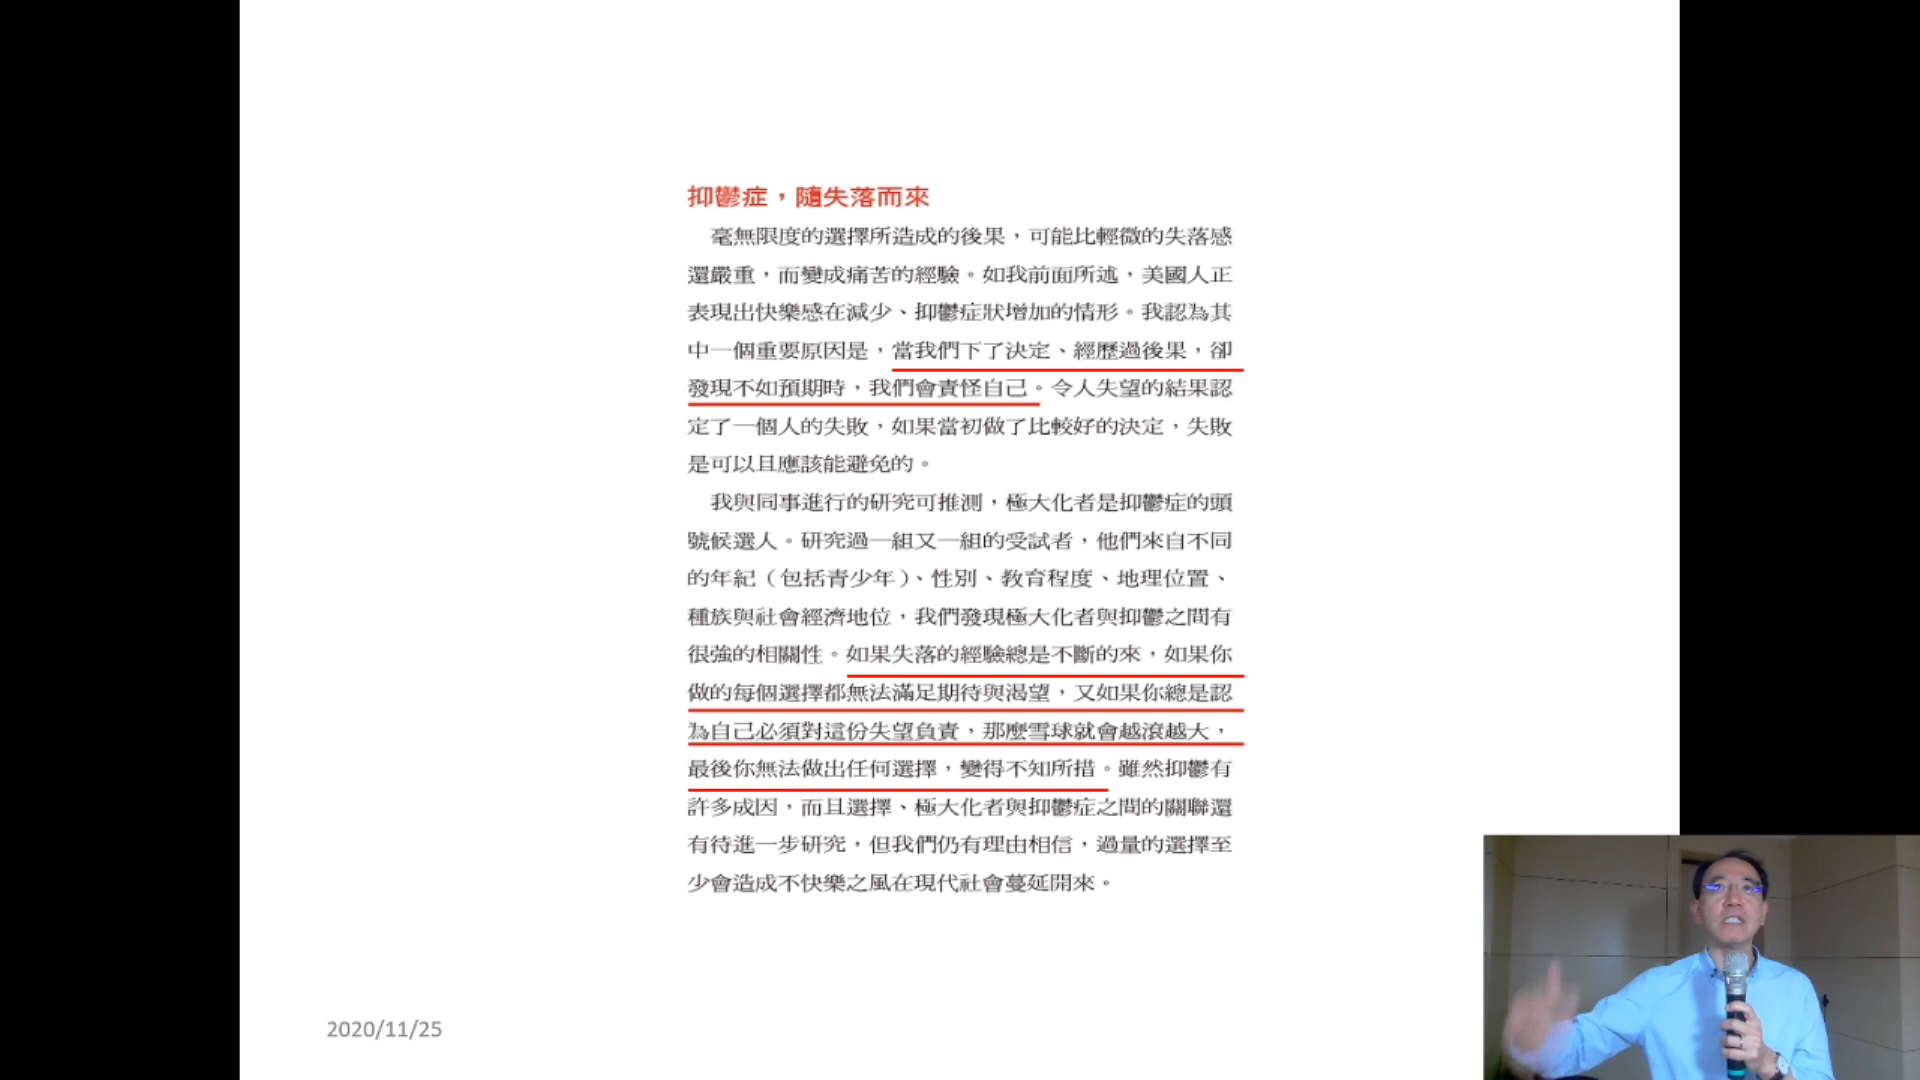 抑鬱症，隨失落而來
毫無限度的選擇所造成的後果，可能比輕微的失落感
還嚴重，而變成痛苦的經驗。如我前面所述，美國人正
表現出快樂感在減少、抑鬱症狀增加的情形。我認為其
中一個重要原因是，當我們下了決定、經歷過後果，卻
發現不如預期時，我們會責怪自己。令人失望的結果認
定了一個人的失敗，如果當初做了比較好的決定，失敗
是可以且應該能避免的。
我與同事進行的研究可推測，極大化者是抑鬱症的頭
號候選人。研究過一組又一組的受試者，他們來自不同
的年紀（包括青少年）、性別、教育程度、地理位置、
種族與社會經濟地位，我們發現極大化者與抑鬱之間有
很強的相關性。如果失落的經驗總是不斷的來，如果你
做的每個選擇都無法滿足期待與渴望，又如果你總是認
為自己必須對這份失望負責，那麼雪球就會越滾越大，
最後你無法做出任何選擇，變得不知所措。雖然抑鬱有
許多成因，而且選擇、極大化者與抑鬱症之間的關聯還
有待進一步研究，但我們仍有理由相信，過量的選擇至
少會造成不快樂之風在現代社會蔓延開來。
2020/11/25